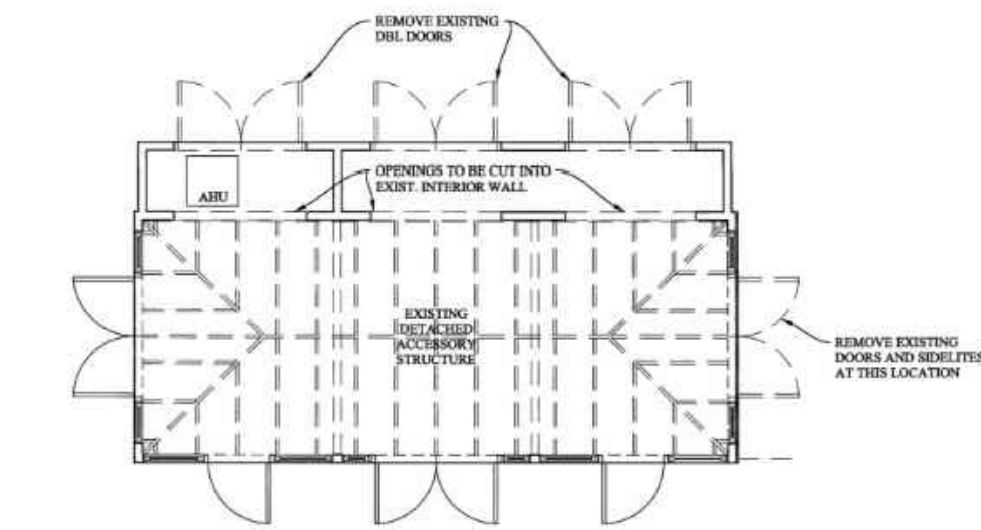 REMOVE EXISTING
DBL DOORS
OPENINGS TO BE CUT INTO
EXIST. INTERIOR WALL
AHU
EXISTING
DETACHED
ACCESSORY
STRUCTURE
REMOVE EXISTING
DOORS AND SIDELITES
AT THIS LOCATION